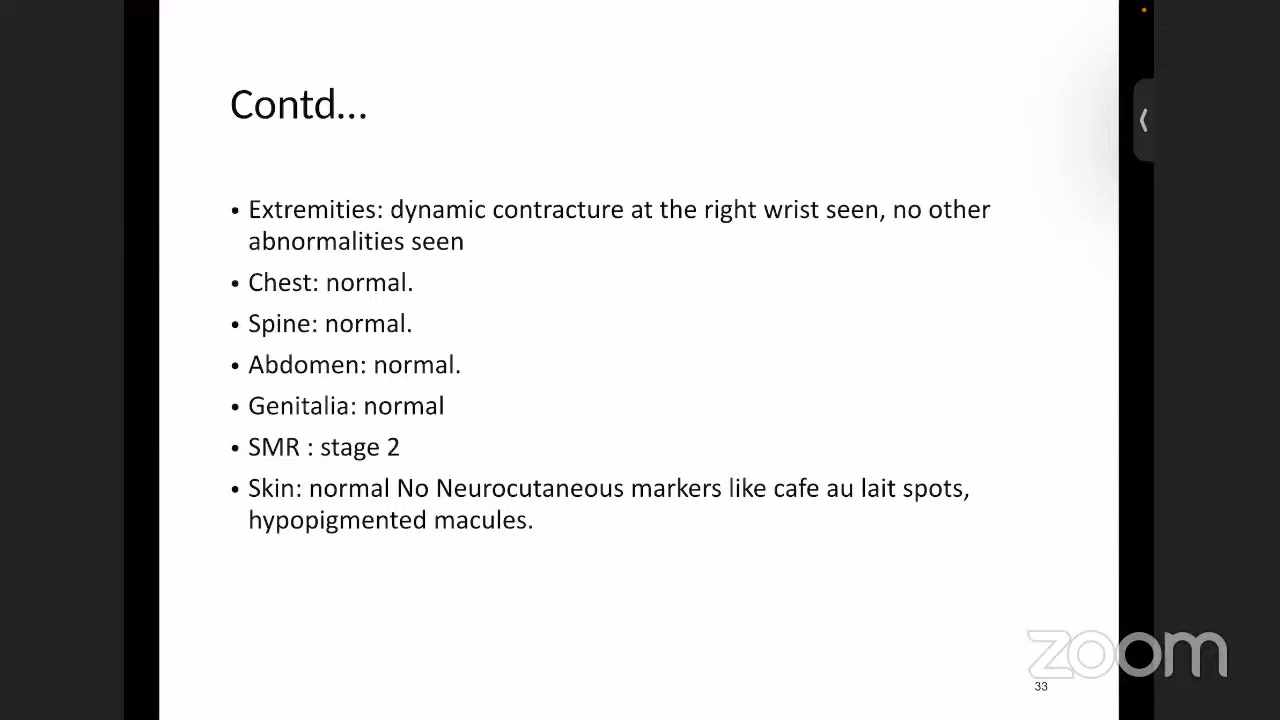 Contd...
• Extremities: dynamic contracture at the right wrist seen, no other
abnormalities seen
• Chest: normal.
• Spine: normal.
• Abdomen: normal.
• Genitalia: normal
• SMR : stage 2
• Skin: normal No Neurocutaneous markers like cafe au lait spots,
hypopigmented macules.
zoom
33